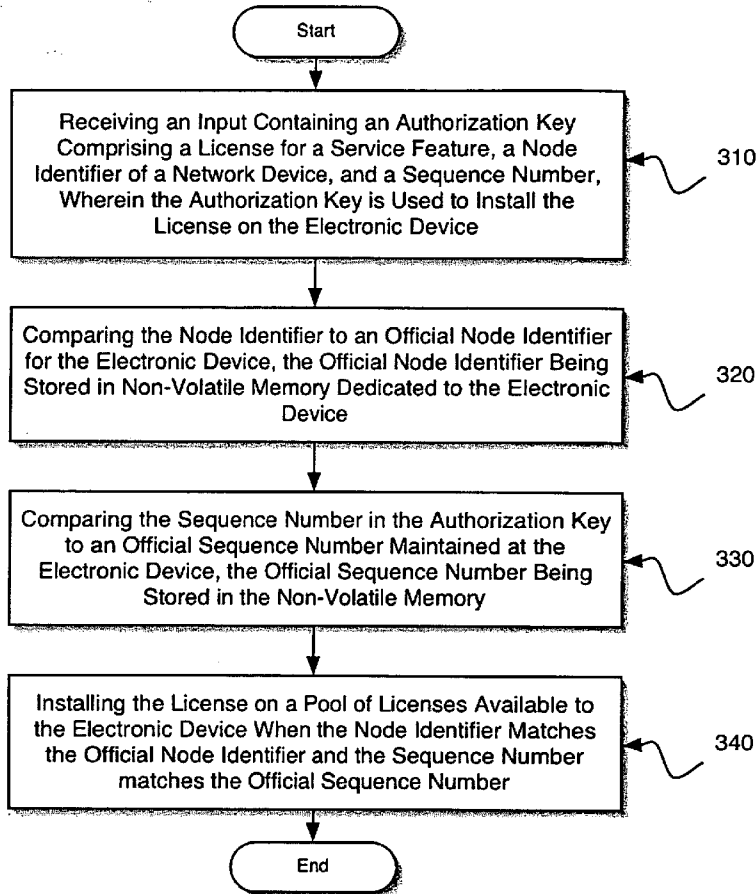 Start
Receiving an Input Containing an Authorization Key
Comprising a License for a Service Feature, a Node
Identifier of a Network Device, and a Sequence Number,
Wherein the Authorization Key is Used to Install the
License on the Electronic Device
310
Comparing the Node Identifier to an Official Node Identifier
for the Electronic Device, the Official Node Identifier Being
Stored in Non-Volatile Memory Dedicated to the Electronic
Device
320
Comparing the Sequence Number in the Authorization Key
to an Official Sequence Number Maintained at the
Electronic Device, the Official Sequence Number Being
Stored in the Non-Volatile Memory
330
Installing the License on a Pool of Licenses Available to
the Electronic Device When the Node Identifier Matches
the Official Node Identifier and the Sequence Number
matches the Official Sequence Number
340
End